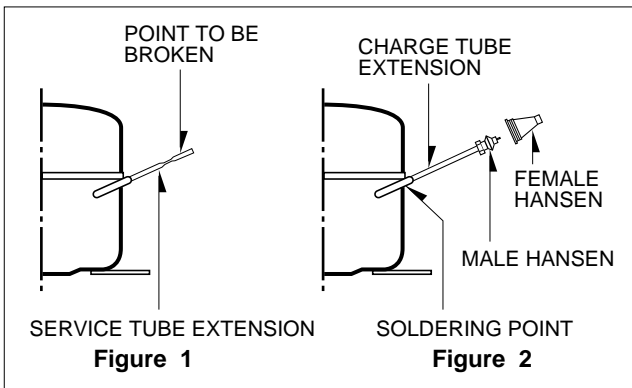 POINT TO BE
BROKEN
SERVICE TUBE EXTENSION
Figure 1
CHARGE TUBE
EXTENSION
FEMALE
HANSEN
MALE HANSEN
SOLDERING POINT
Figure 2